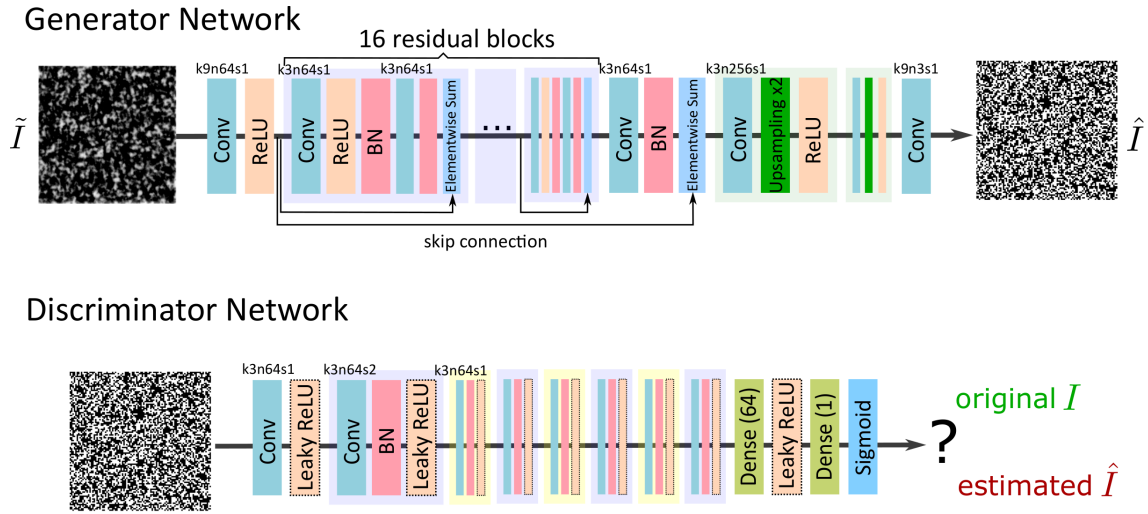 Generator Network
16 residual blocks
k9n64s1
k3n64s1
k3n64s1
k3n64s1
k3n256s1
k9n3s1
Ĩ
Conv
ReLU
Conv
ReLU
BN
Elementwise Sum
...
Conv
BN
Elementwise Sum
Conv
Upsampling x2
ReLU
Conv
Î
skip connection
Discriminator Network
k3n64s1
k3n64s2
k3n64s1
Conv
Leaky ReLU
Conv
BN
Leaky ReLU
Dense (64)
Leaky ReLU
Dense (1)
Sigmoid
?
original I
estimated Î